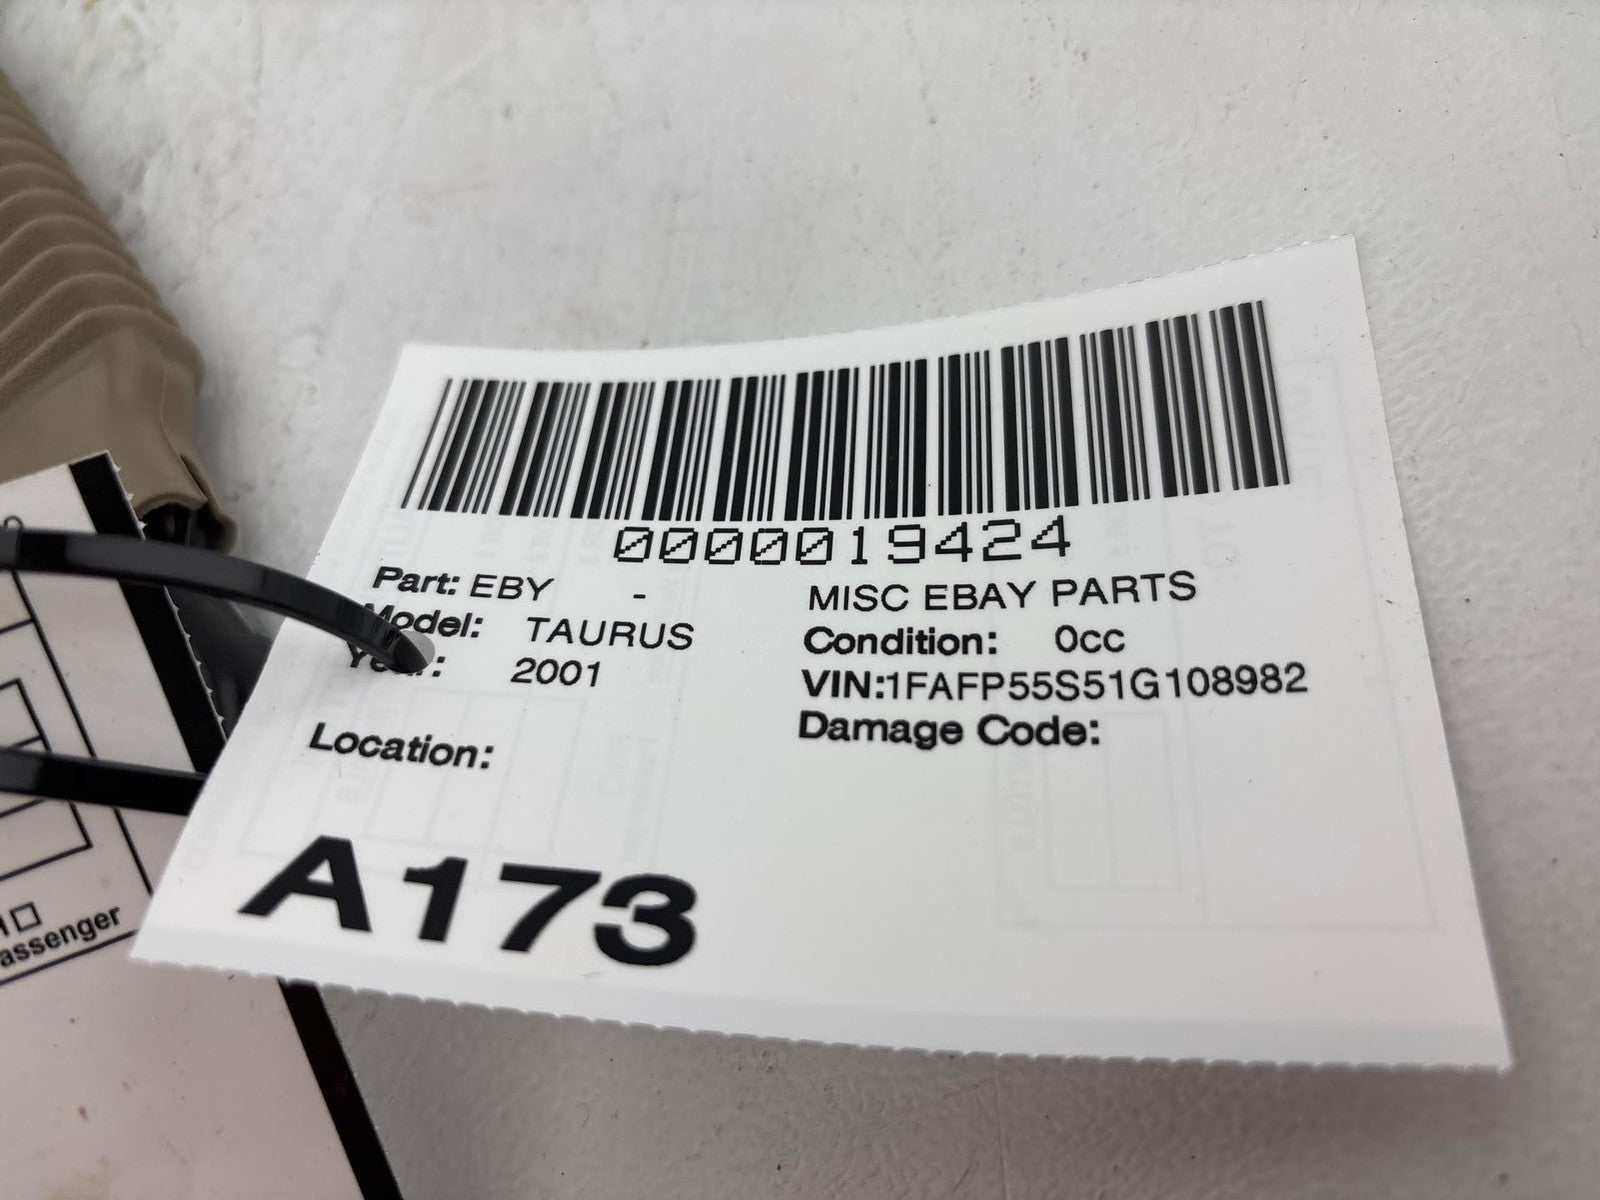 0000019424
Part: EBY - MISC EBAY PARTS
Model: TAURUS Condition: 0cc
Year: 2001 VIN:1FAFP55S51G108982
Location: Damage Code:
A173
assenger